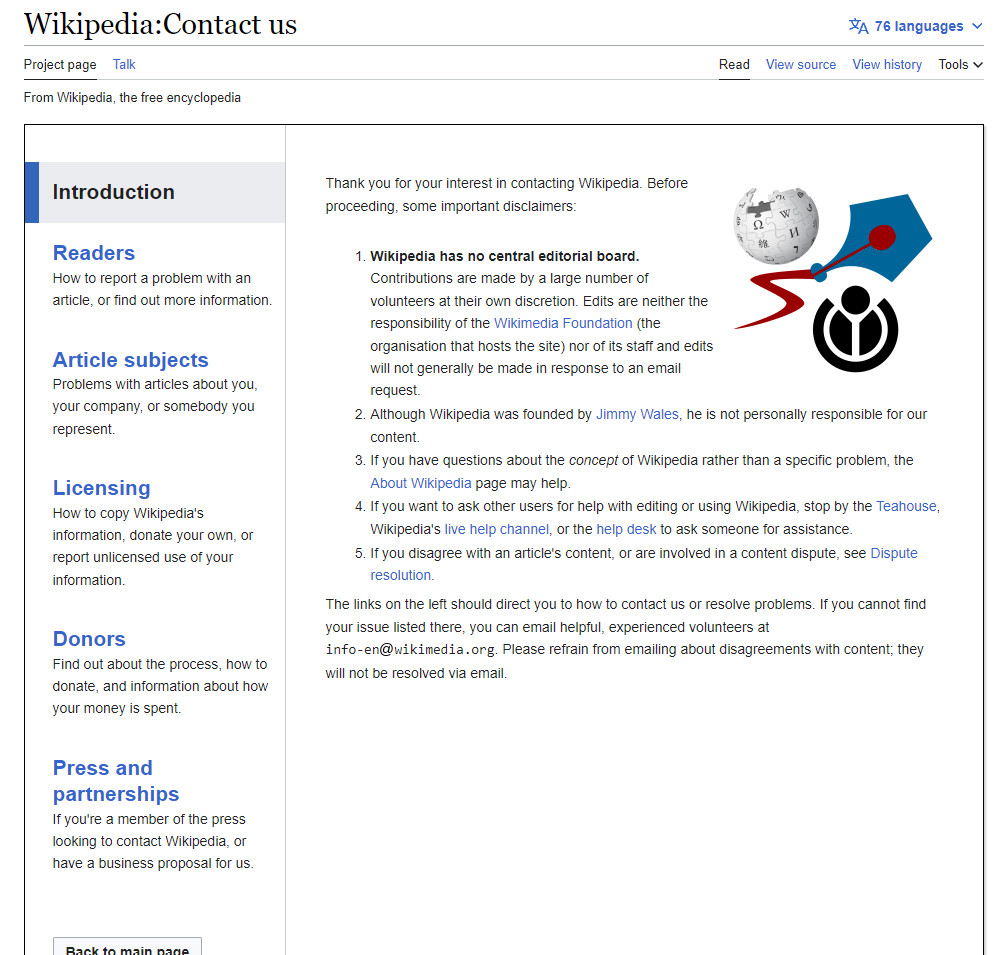 Wikipedia:Contact us
76 languages
Project page Talk
Read View source View history Tools
From Wikipedia, the free encyclopedia
Introduction
Readers
How to report a problem with an
article, or find out more information.
Article subjects
Problems with articles about you,
your company, or somebody you
represent.
Licensing
How to copy Wikipedia's
information, donate your own, or
report unlicensed use of your
information.
Donors
Find out about the process, how to
donate, and information about how
your money is spent.
Press and
partnerships
If you're a member of the press
looking to contact Wikipedia, or
have a business proposal for us.
Back to main page
Thank you for your interest in contacting Wikipedia. Before
proceeding, some important disclaimers:
1. Wikipedia has no central editorial board.
Contributions are made by a large number of
volunteers at their own discretion. Edits are neither the
responsibility of the Wikimedia Foundation (the
organisation that hosts the site) nor of its staff and edits
will not generally be made in response to an email
request.
2. Although Wikipedia was founded by Jimmy Wales, he is not personally responsible for our
content.
3. If you have questions about the concept of Wikipedia rather than a specific problem, the
About Wikipedia page may help.
4. If you want to ask other users for help with editing or using Wikipedia, stop by the Teahouse,
Wikipedia's live help channel, or the help desk to ask someone for assistance.
5. If you disagree with an article's content, or are involved in a content dispute, see Dispute
resolution.
The links on the left should direct you to how to contact us or resolve problems. If you cannot find
your issue listed there, you can email helpful, experienced volunteers at
info-en@wikimedia.org. Please refrain from emailing about disagreements with content; they
will not be resolved via email.